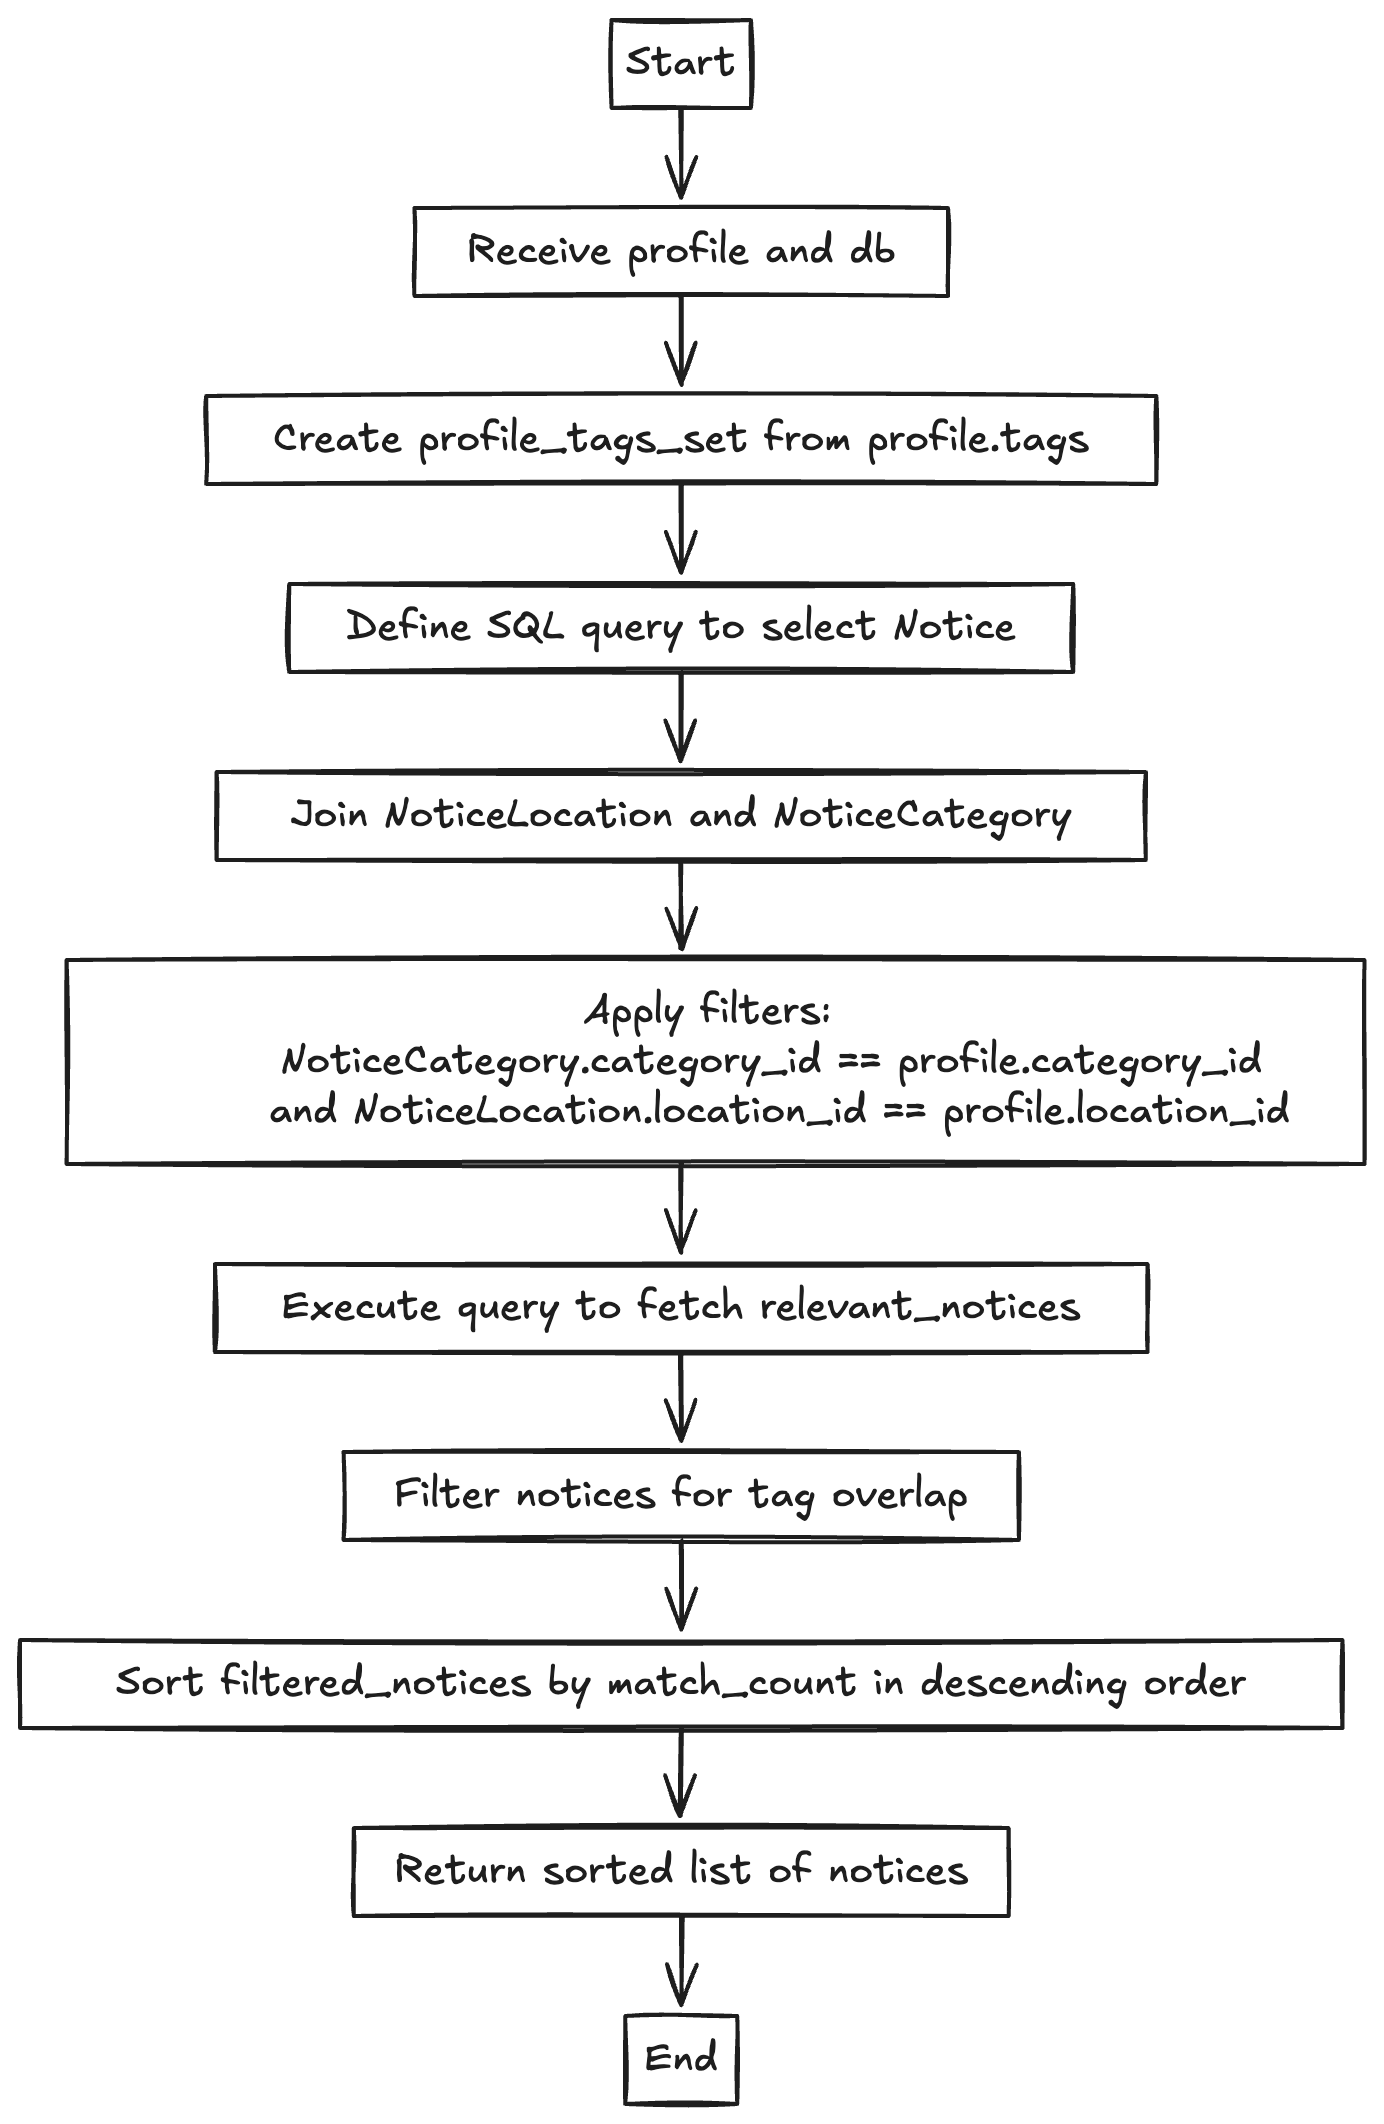 Start
Receive profile and db
Create profile_tags_set from profile.tags
Define SQL query to select Notice
Join NoticeLocation and NoticeCategory
Apply filters:
NoticeCategory.category_id == profile.category_id
and NoticeLocation.location_id == profile.location_id
Execute query to fetch relevant_notices
Filter notices for tag overlap
Sort filtered_notices by match_count in descending order
Return sorted list of notices
End